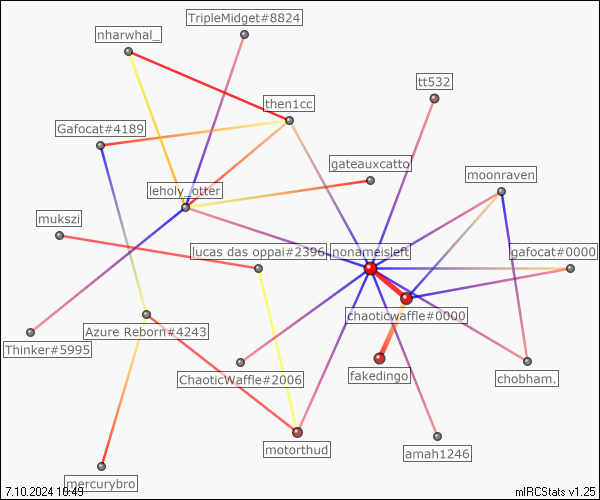 TripleMidget#8824
nharwhal_
tt532
then1cc
Gafocat#4189
gateauxcatto
moonraven
leholy_otter
mukszi
lucas das oppai#2396
nonameisleft
gafocat#0000
chaoticwaffle#0000
Azure Reborn#4243
Thinker#5995
ChaoticWaffle#2006
fakedingo
chobham.
motorthud
amah1246
mercurybro
7.10.2024 18:49
mIRCStats v1.25